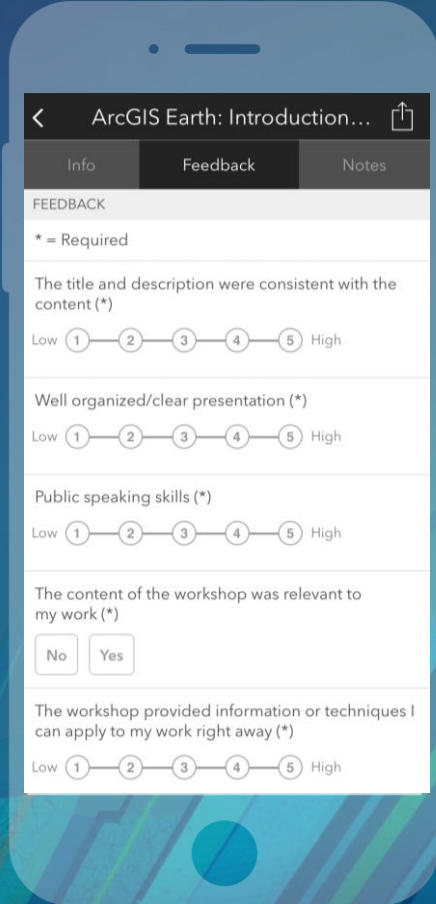 ArcGIS Earth: Introduction...
Info Feedback Notes
FEEDBACK
* = Required
The title and description were consistent with the
content (*)
Low 1 2 3 4 5 High
Well organized/clear presentation (*)
Low 1 2 3 4 5 High
Public speaking skills (*)
Low 1 2 3 4 5 High
The content of the workshop was relevant to
my work (*)
No Yes
The workshop provided information or techniques I
can apply to my work right away (*)
Low 1 2 3 4 5 High